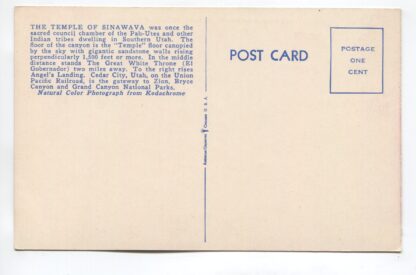 THE TEMPLE OF SINAWAVA was once the
sacred council chamber of the Pah-Utes and other
Indian tribes dwelling in Southern Utah. The
floor of the canyon is the "Temple" floor canopied
by the sky with gigantic sandstone walls rising
perpendicularly 1,500 feet or more. In the middle
distance stands The Great White Throne (El
Gobernador) two miles away. To the right rises
Angel's Landing. Cedar City, Utah, on the Union
Pacific Railroad, is the gateway to Zion, Bryce
Canyon and Grand Canyon National Parks.
Natural Color Photograph from Kodachrome
POST CARD
POSTAGE
ONE
CENT
U.S.A.